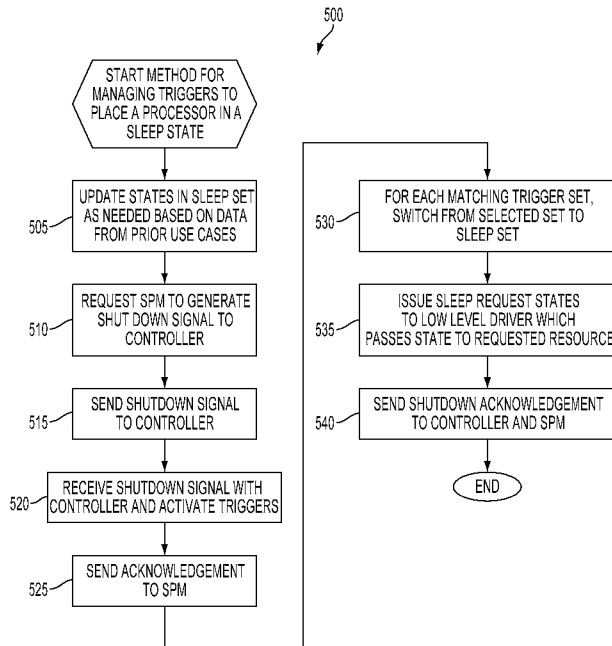 500
START METHOD FOR
MANAGING TRIGGERS TO
PLACE A PROCESSOR IN A
SLEEP STATE
505
UPDATE STATES IN SLEEP SET
AS NEEDED BASED ON DATA
FROM PRIOR USE CASES
510
REQUEST SPM TO GENERATE
SHUT DOWN SIGNAL TO
CONTROLLER
515
SEND SHUTDOWN SIGNAL
TO CONTROLLER
520
RECEIVE SHUTDOWN SIGNAL WITH
CONTROLLER AND ACTIVATE TRIGGERS
525
SEND ACKNOWLEDGEMENT
TO SPM
530
FOR EACH MATCHING TRIGGER SET,
SWITCH FROM SELECTED SET TO
SLEEP SET
535
ISSUE SLEEP REQUEST STATES
TO LOW LEVEL DRIVER WHICH
PASSES STATE TO REQUESTED RESOURCE
540
SEND SHUTDOWN ACKNOWLEDGEMENT
TO CONTROLLER AND SPM
END